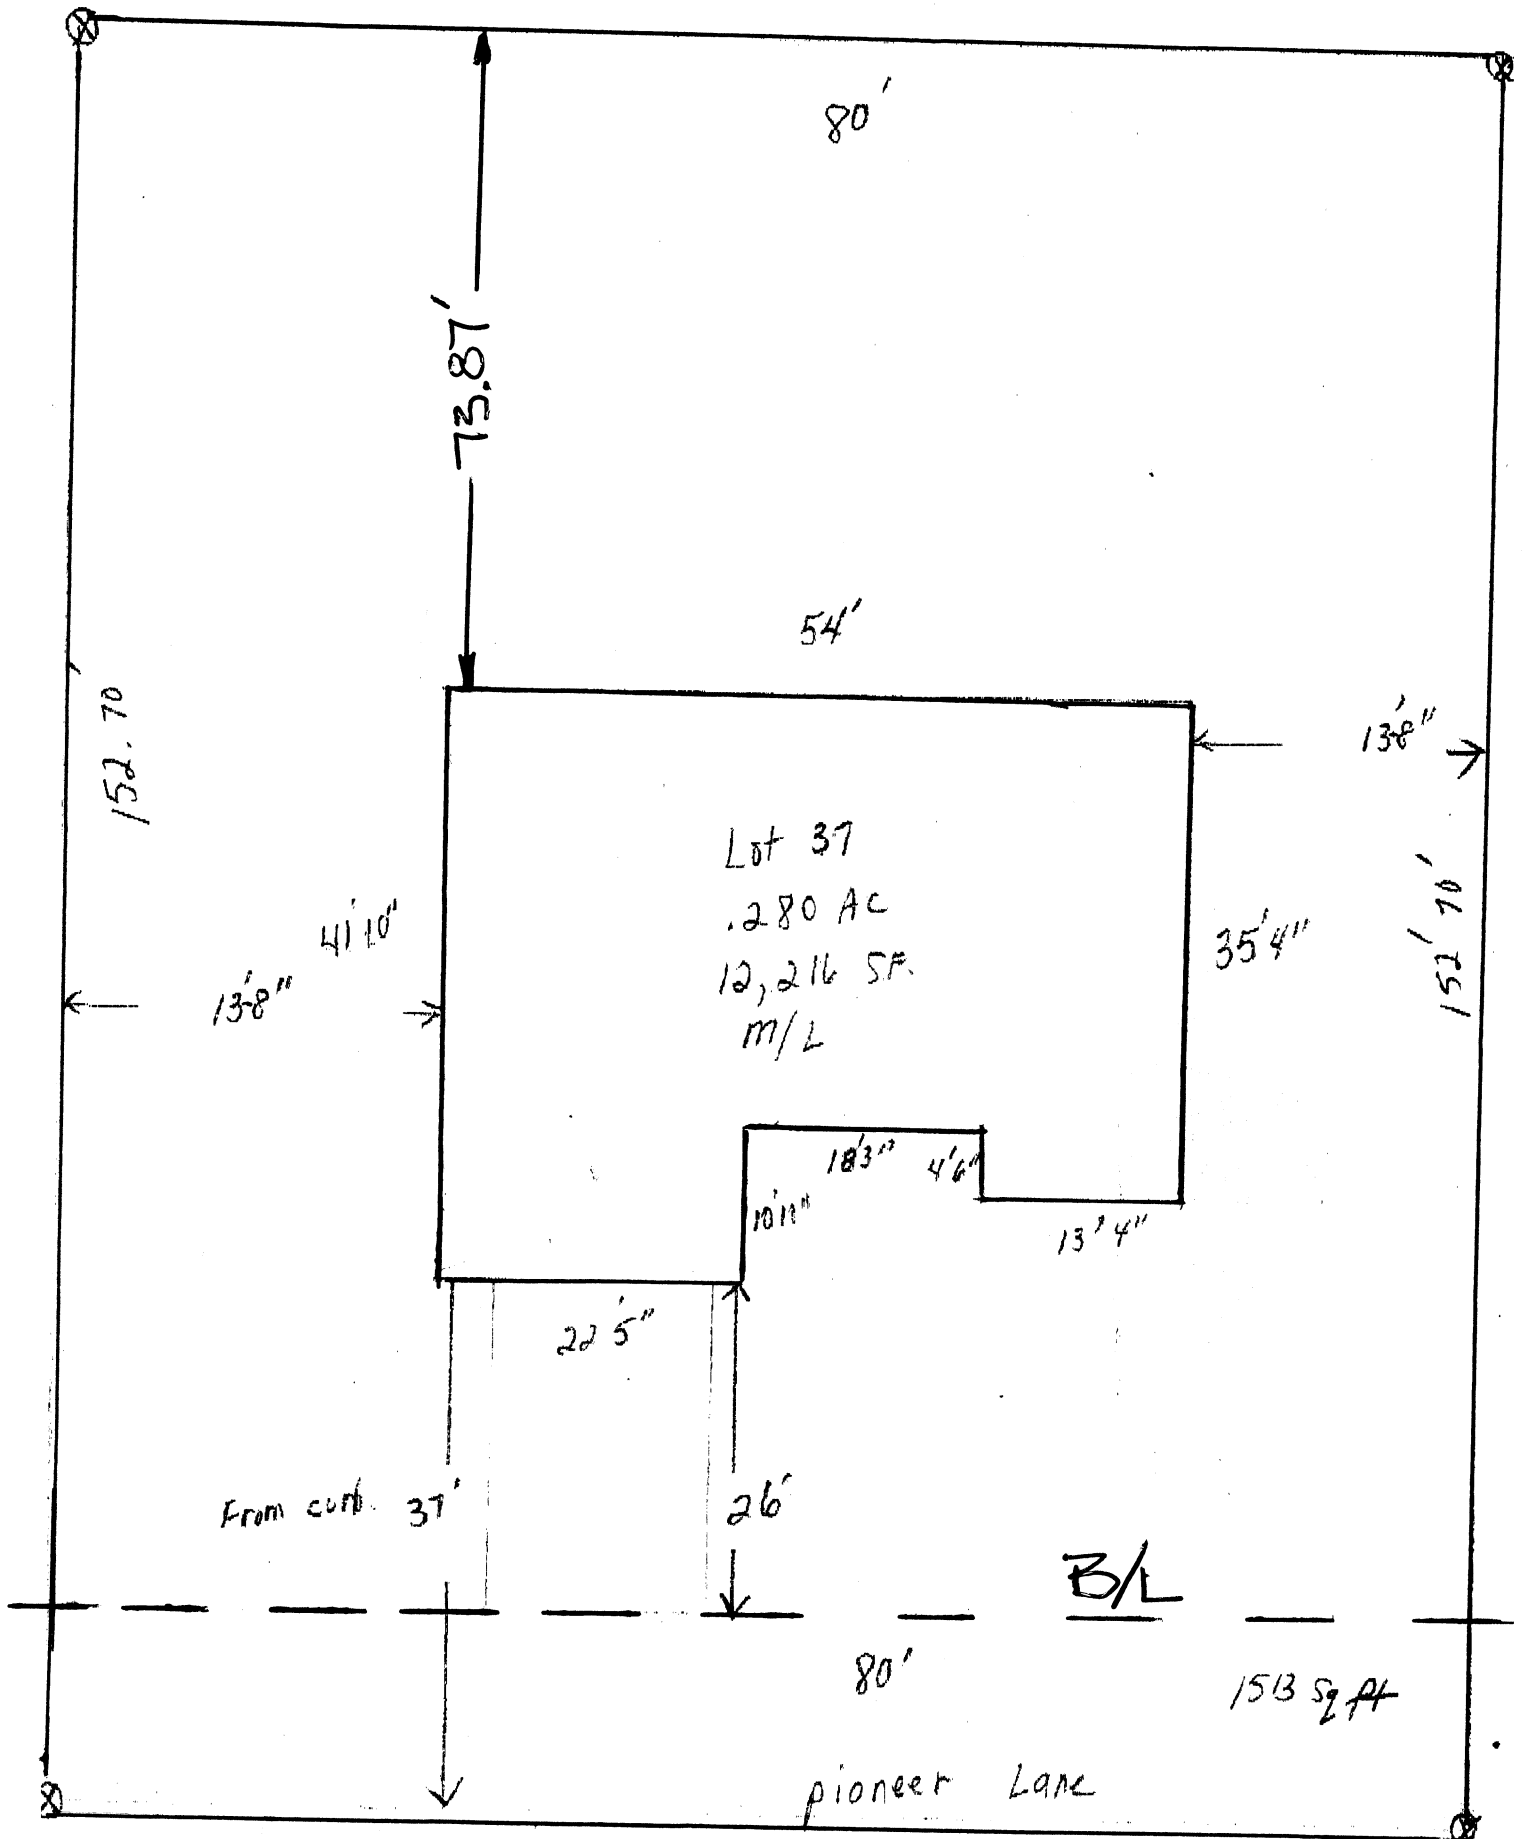 80'
73.87'
54'
13'-8"
152.70
Lot 37
.280 AC
12,216 S.F.
m/L
41'10"
35'4"
152' 70'
13'-8"
18'3"
4'6"
10'11"
13'4"
22'5"
From curb 37'
26'
B/L
80'
1513 sq ft
pioneer Lane